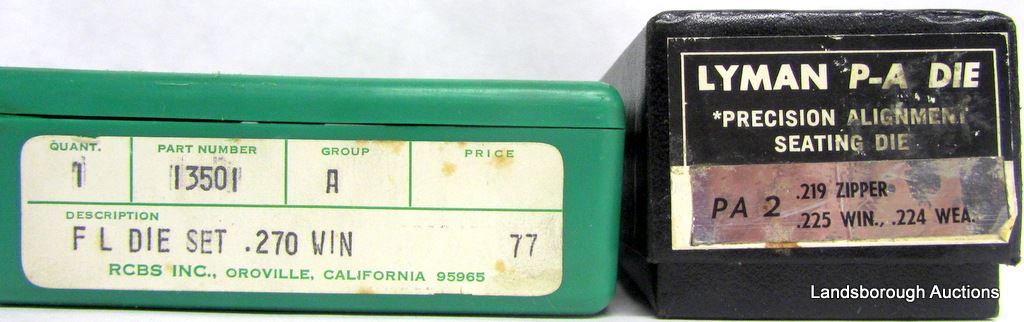 QUANT. PART NUMBER GROUP PRICE
1 13501 A
DESCRIPTION
F L DIE SET .270 WIN 77
RCBS INC., OROVILLE, CALIFORNIA 95965
LYMAN P-A DIE
*PRECISION ALIGNMENT
SEATING DIE
PA 2 .219 ZIPPER
.225 WIN., .224 WEA.
Landsborough Auctions